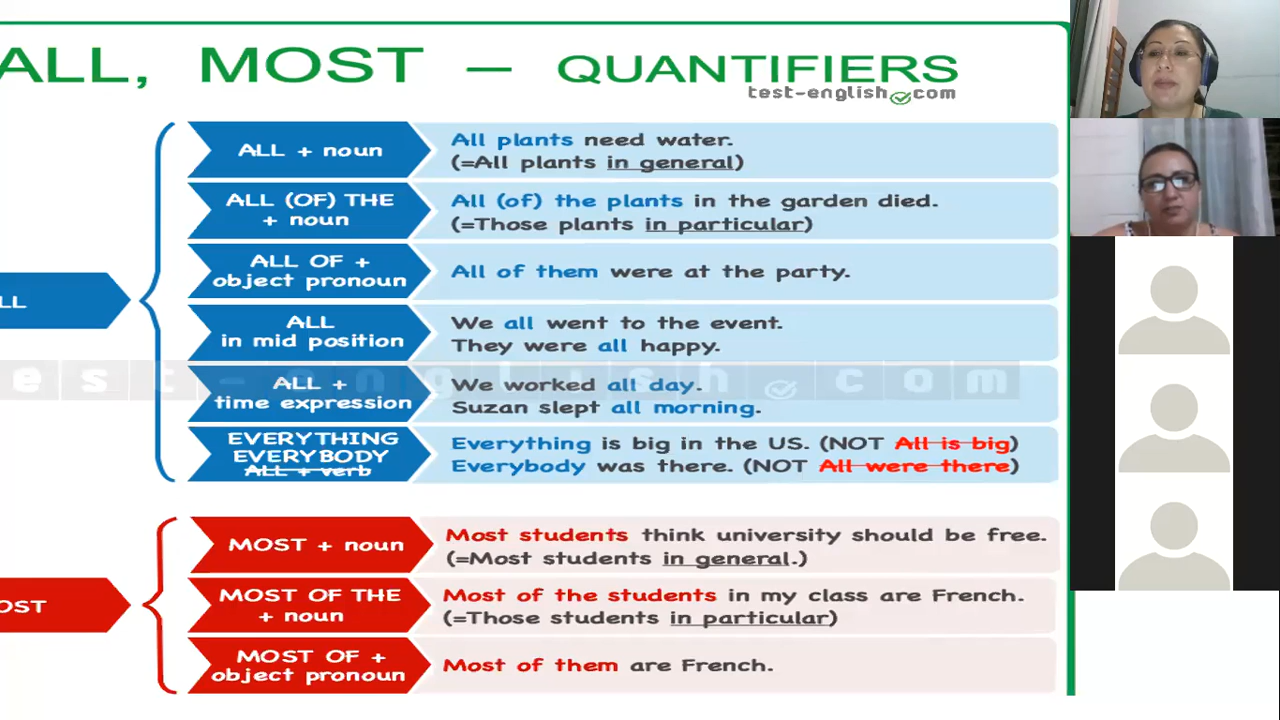 ALL, MOST – QUANTIFIERS
test-english.com
LL
ALL + noun
All plants need water.
(=All plants in general)
ALL (OF) THE
+ noun
All (of) the plants in the garden died.
(=Those plants in particular)
ALL OF +
object pronoun
All of them were at the party.
ALL
in mid position
We all went to the event.
They were all happy.
est-english.com
ALL +
time expression
We worked all day.
Suzan slept all morning.
EVERYTHING
EVERYBODY
ALL + verb
Everything is big in the US. (NOT All is big)
Everybody was there. (NOT All were there)
OST
MOST + noun
Most students think university should be free.
(=Most students in general.)
MOST OF THE
+ noun
Most of the students in my class are French.
(=Those students in particular)
MOST OF +
object pronoun
Most of them are French.